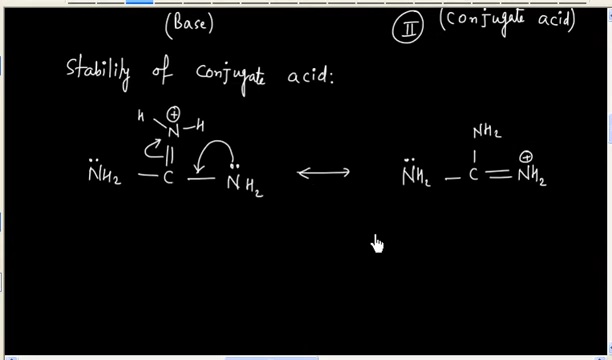 (Base)
II (Conjugate acid)
Stability of Conjugate acid:
H ⊕
N – H
N̈H2 – C – N̈H2
NH2
⊕
N̈H2 – C = NH2